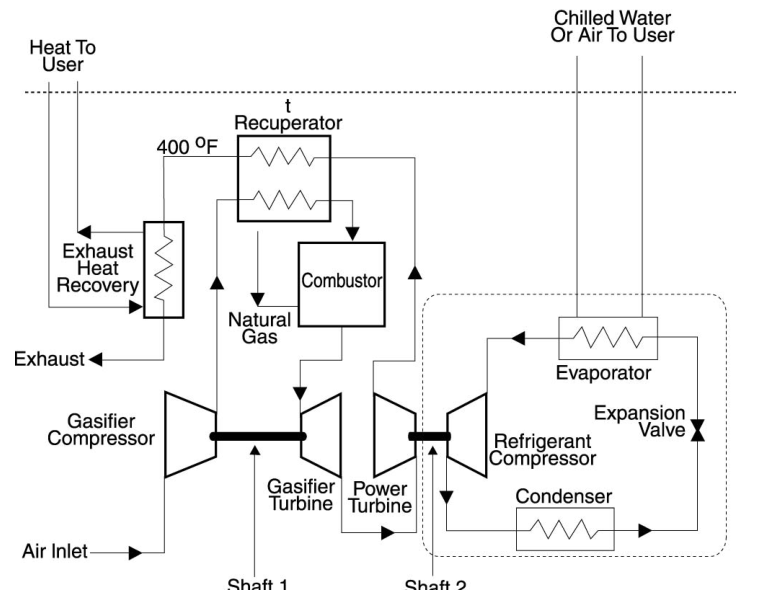 Chilled Water
Or Air To User
Heat To
User
t
Recuperator
400 ºF
Exhaust
Heat
Recovery
Combustor
Natural
Gas
Exhaust
Evaporator
Gasifier
Compressor
Expansion
Valve
Refrigerant
Compressor
Gasifier
Turbine
Power
Turbine
Condenser
Air Inlet
Shaft 1
Shaft 2